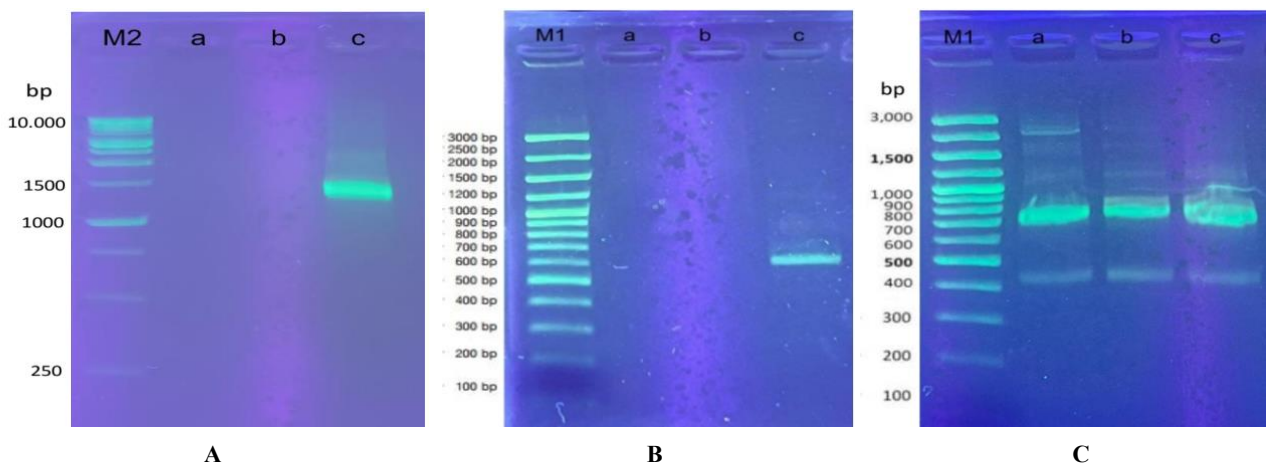 M2 a b c
bp
10.000
1500
1000
250
A
M1 a b c
3000 bp
2500 bp
2000 bp
1500 bp
1200 bp
1000 bp
900 bp
800 bp
700 bp
600 bp
500 bp
400 bp
300 bp
200 bp
100 bp
B
M1 a b c
bp
3,000
1,500
1,000
900
800
700
600
500
400
300
200
100
C